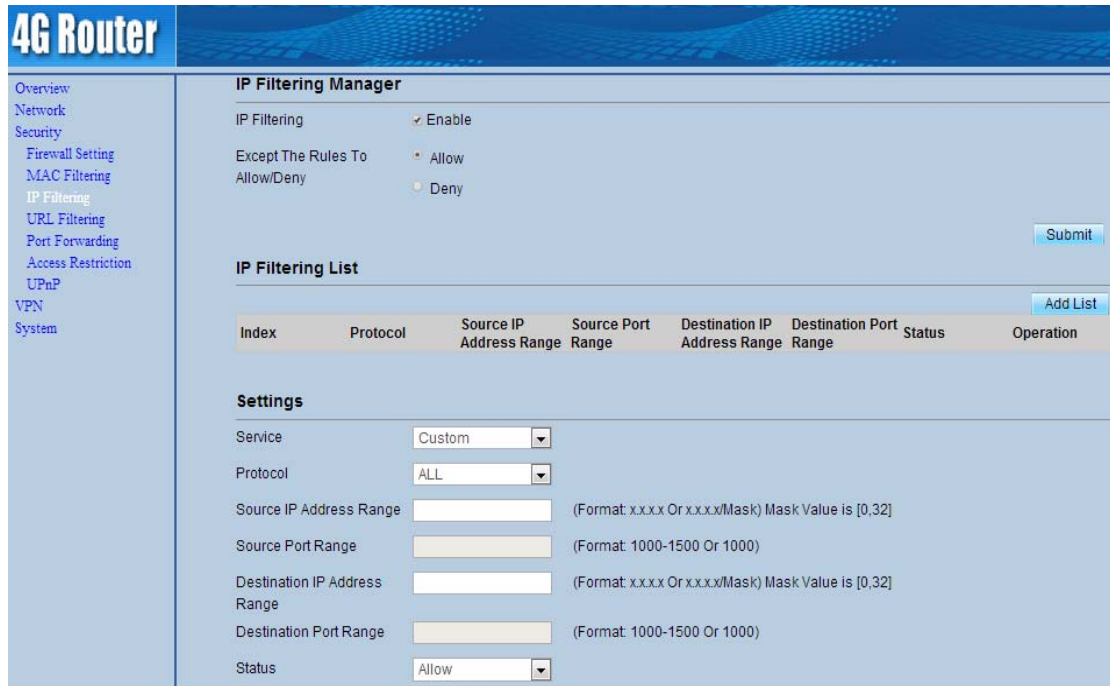 4G Router
Overview
Network
Security
Firewall Setting
MAC Filtering
IP Filtering
URL Filtering
Port Forwarding
Access Restriction
UPnP
VPN
System
IP Filtering Manager
IP Filtering Enable
Except The Rules To
Allow/Deny
Allow
Deny
Submit
IP Filtering List
Add List
Index Protocol Source IP Address Range Source Port Range Destination IP Address Range Destination Port Range Status Operation
Settings
Service Custom
Protocol ALL
Source IP Address Range (Format: x.x.x.x Or x.x.x.x/Mask) Mask Value is [0,32]
Source Port Range (Format: 1000-1500 Or 1000)
Destination IP Address
Range
(Format: x.x.x.x Or x.x.x.x/Mask) Mask Value is [0,32]
Destination Port Range (Format: 1000-1500 Or 1000)
Status Allow